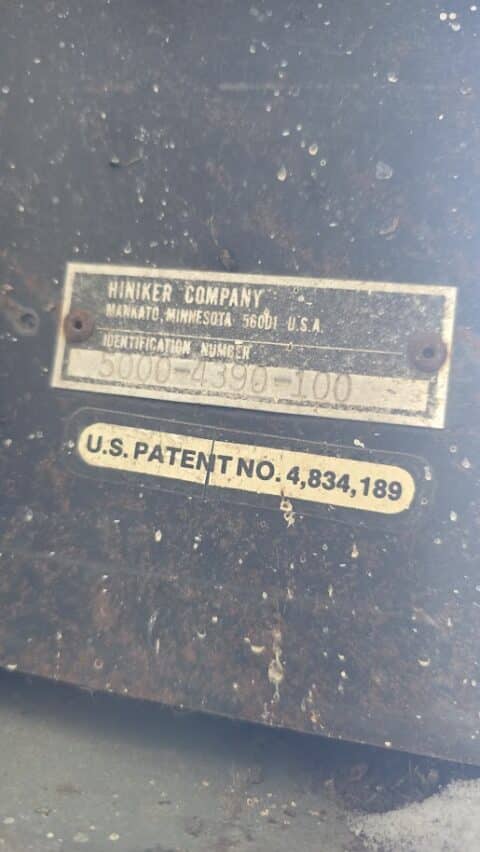 HINIKER COMPANY
MANKATO, MINNESOTA 56001 U.S.A.
IDENTIFICATION NUMBER
5000-4390-100
U.S. PATENT NO. 4,834,189